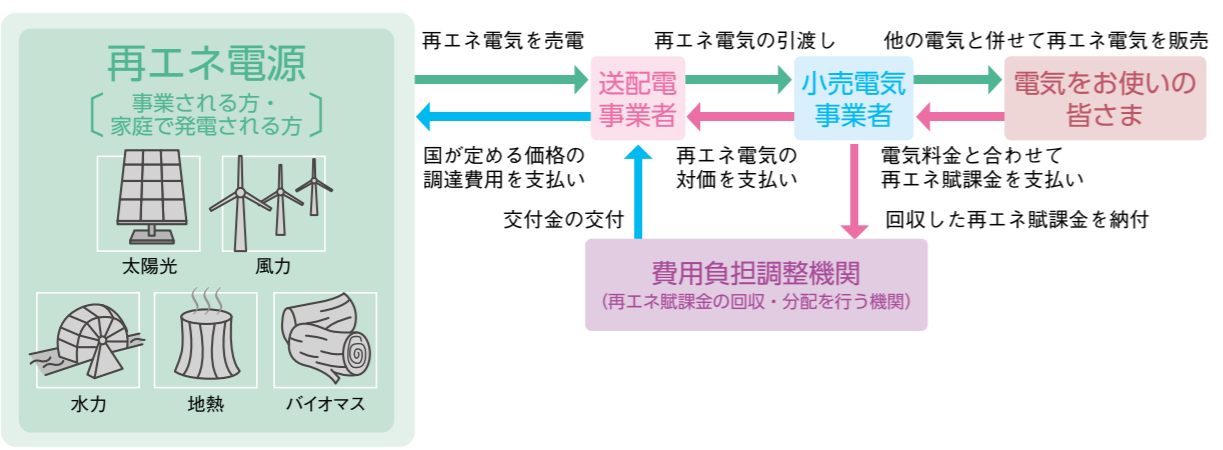 再エネ電源
事業される方・
家庭で発電される方
太陽光
風力
水力
地熱
バイオマス
再エネ電気を売電
再エネ電気の引渡し
他の電気と併せて再エネ電気を販売
送配電
事業者
小売電気
事業者
電気をお使いの
皆さま
国が定める価格の
調達費用を支払い
再エネ電気の
対価を支払い
電気料金と合わせて
再エネ賦課金を支払い
交付金の交付
回収した再エネ賦課金を納付
費用負担調整機関
（再エネ賦課金の回収・分配を行う機関）